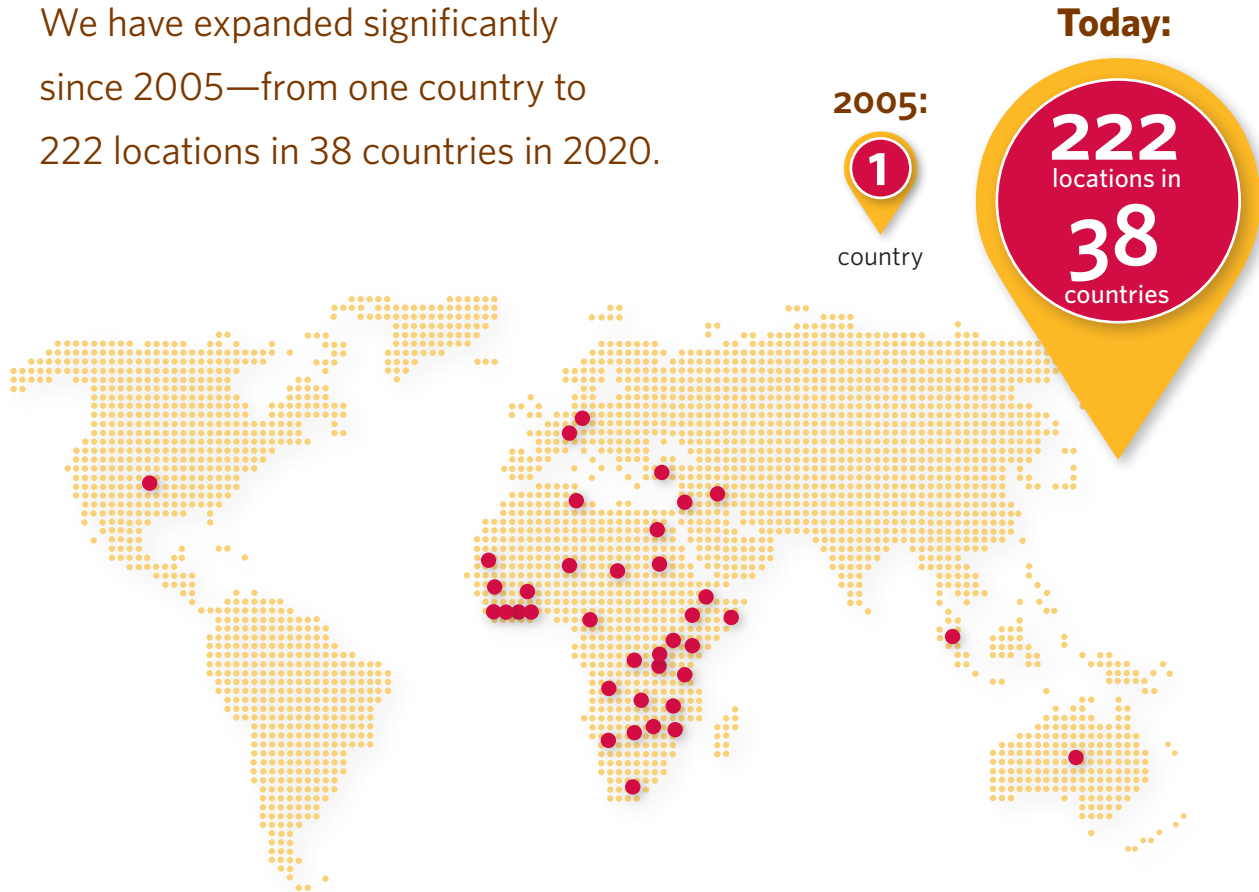 We have expanded significantly
since 2005—from one country to
222 locations in 38 countries in 2020.
2005:
1
country
Today:
222
locations in
38
countries